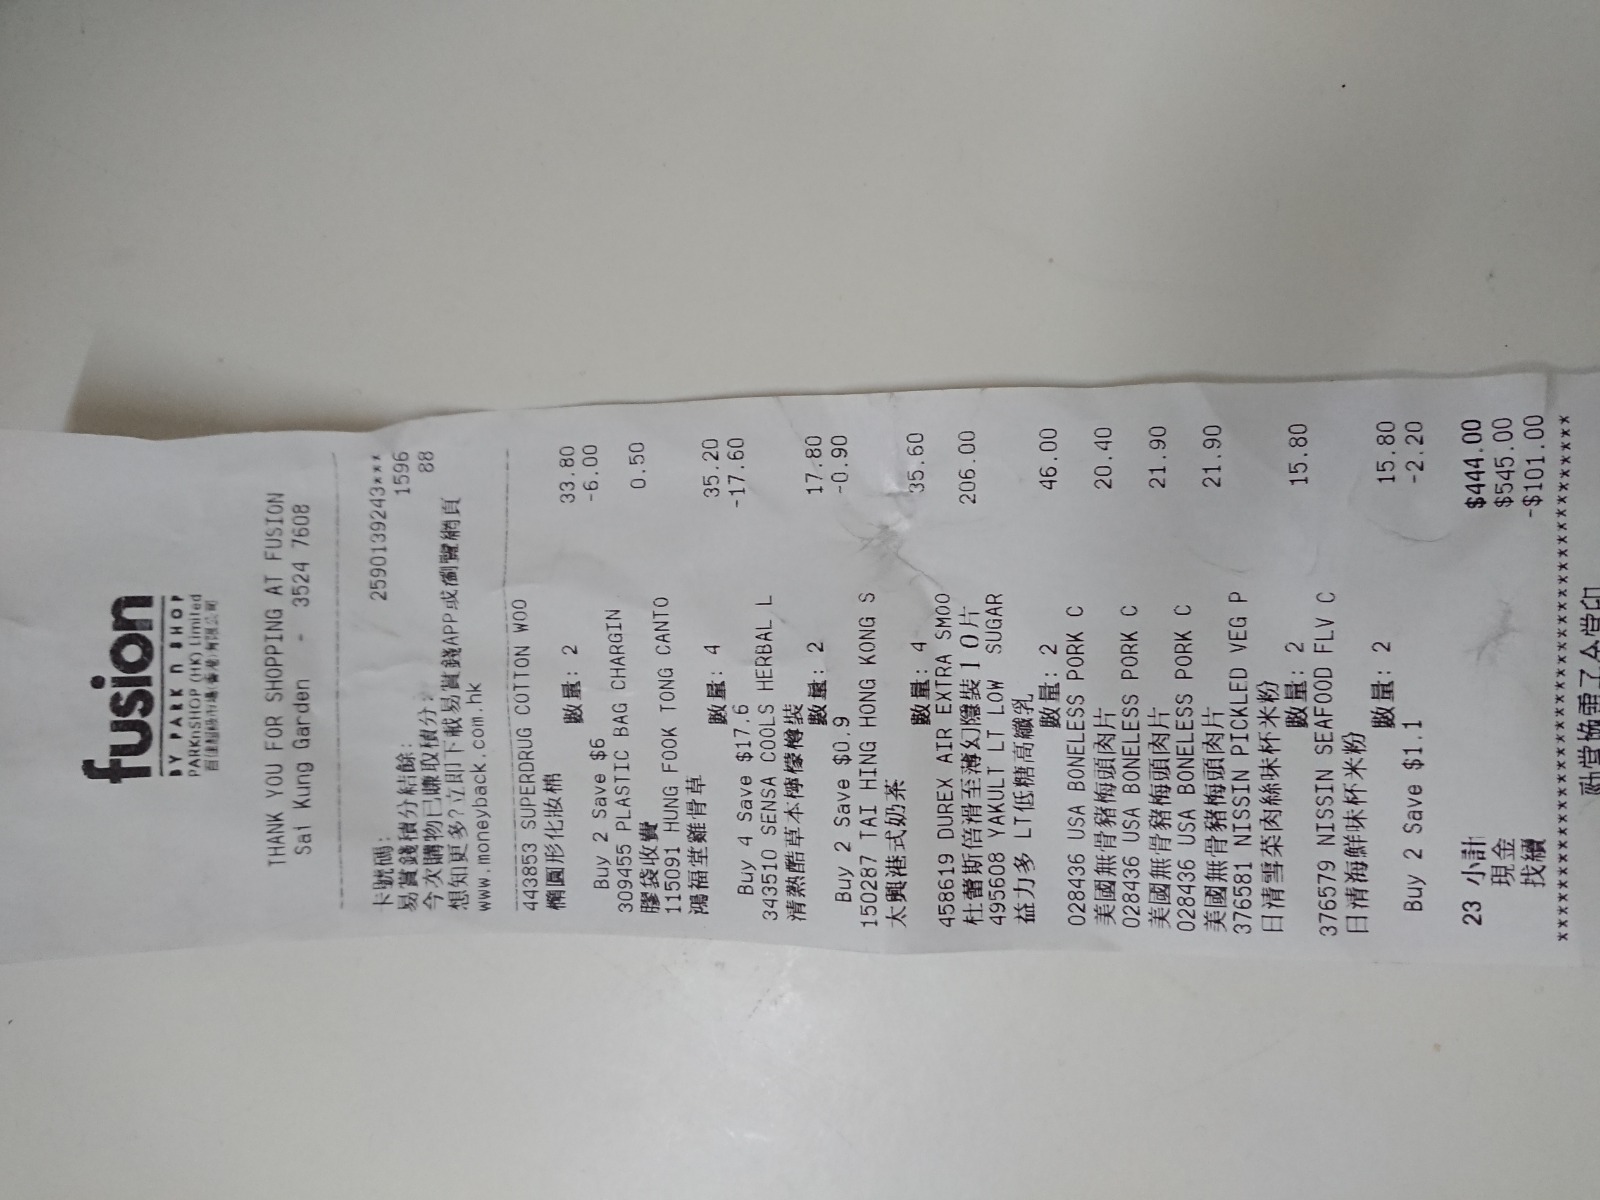 fusion
BY PARK n SHOP
PARKnSHOP (HK) Limited
百佳超級市場(香港)有限公司
THANK YOU FOR SHOPPING AT FUSION
Sai Kung Garden - 3524 7608
卡號碼: 2590139243***
易賞錢積分結餘: 1596
今次購物已賺取積分: 88
想知更多?立即下載易賞錢APP或瀏覽網頁
www.moneyback.com.hk
443853 SUPERDRUG COTTON WOO
橢圓形化妝棉
數量: 2 33.80
Buy 2 Save $6 -6.00
309455 PLASTIC BAG CHARGIN
膠袋收費 0.50
115091 HUNG FOOK TONG CANTO
鴻福堂雞骨草
數量: 4 35.20
Buy 4 Save $17.6 -17.60
343510 SENSA COOLS HERBAL L
清熱酷草本檸檬樽裝
數量: 2 17.80
Buy 2 Save $0.9 -0.90
150287 TAI HING HONG KONG S
太興港式奶茶
數量: 4 35.60
458619 DUREX AIR EXTRA SMOO
杜蕾斯倍滑至薄幻隱裝10片 206.00
495608 YAKULT LT LOW SUGAR
益力多 LT低糖高纖乳
數量: 2 46.00
028436 USA BONELESS PORK C
美國無骨豬梅頭肉片 20.40
028436 USA BONELESS PORK C
美國無骨豬梅頭肉片 21.90
028436 USA BONELESS PORK C
美國無骨豬梅頭肉片 21.90
376581 NISSIN PICKLED VEG P
日清雪菜肉絲味杯米粉
數量: 2 15.80
376579 NISSIN SEAFOOD FLV C
日清海鮮味杯米粉
數量: 2 15.80
Buy 2 Save $1.1 -2.20
23 小計 $444.00
現金 $545.00
找續 -$101.00
****************************************